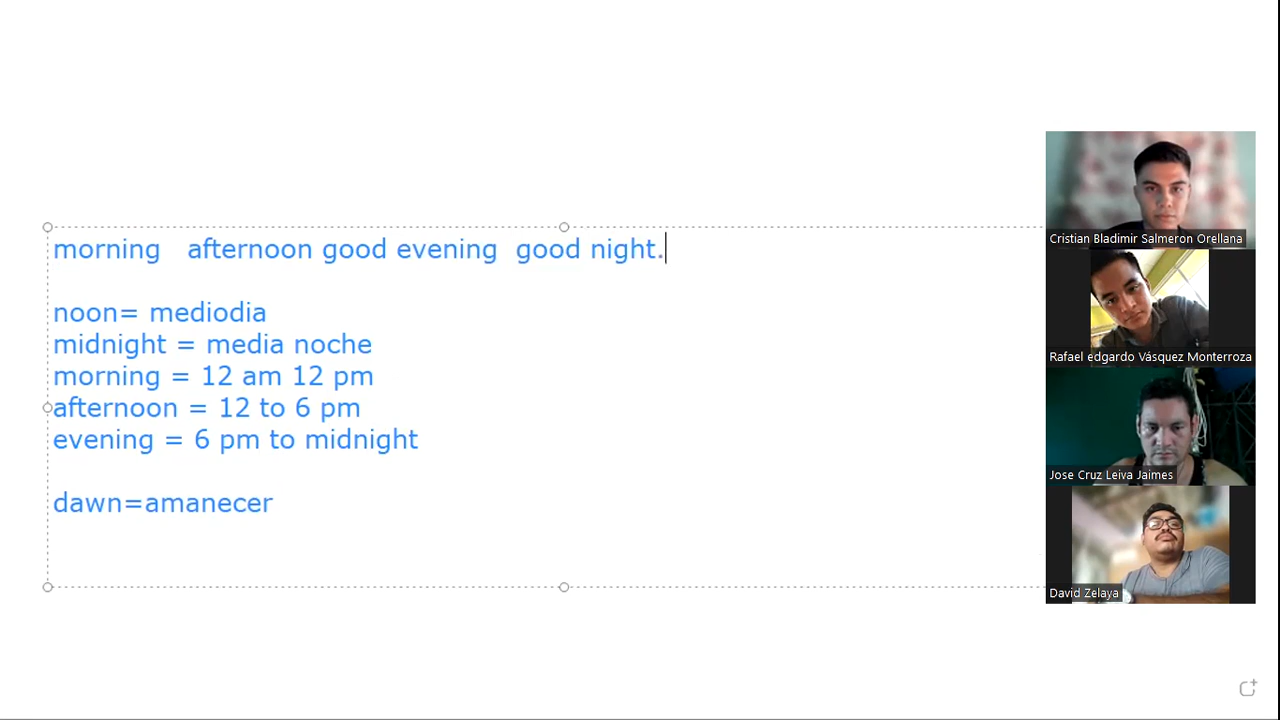 morning   afternoon good evening  good night.
noon= mediodia
midnight = media noche
morning = 12 am 12 pm
afternoon = 12 to 6 pm
evening = 6 pm to midnight
dawn=amanecer
Cristian Bladimir Salmeron Orellana
Rafael edgardo Vásquez Monterroza
Jose Cruz Leiva Jaimes
David Zelaya